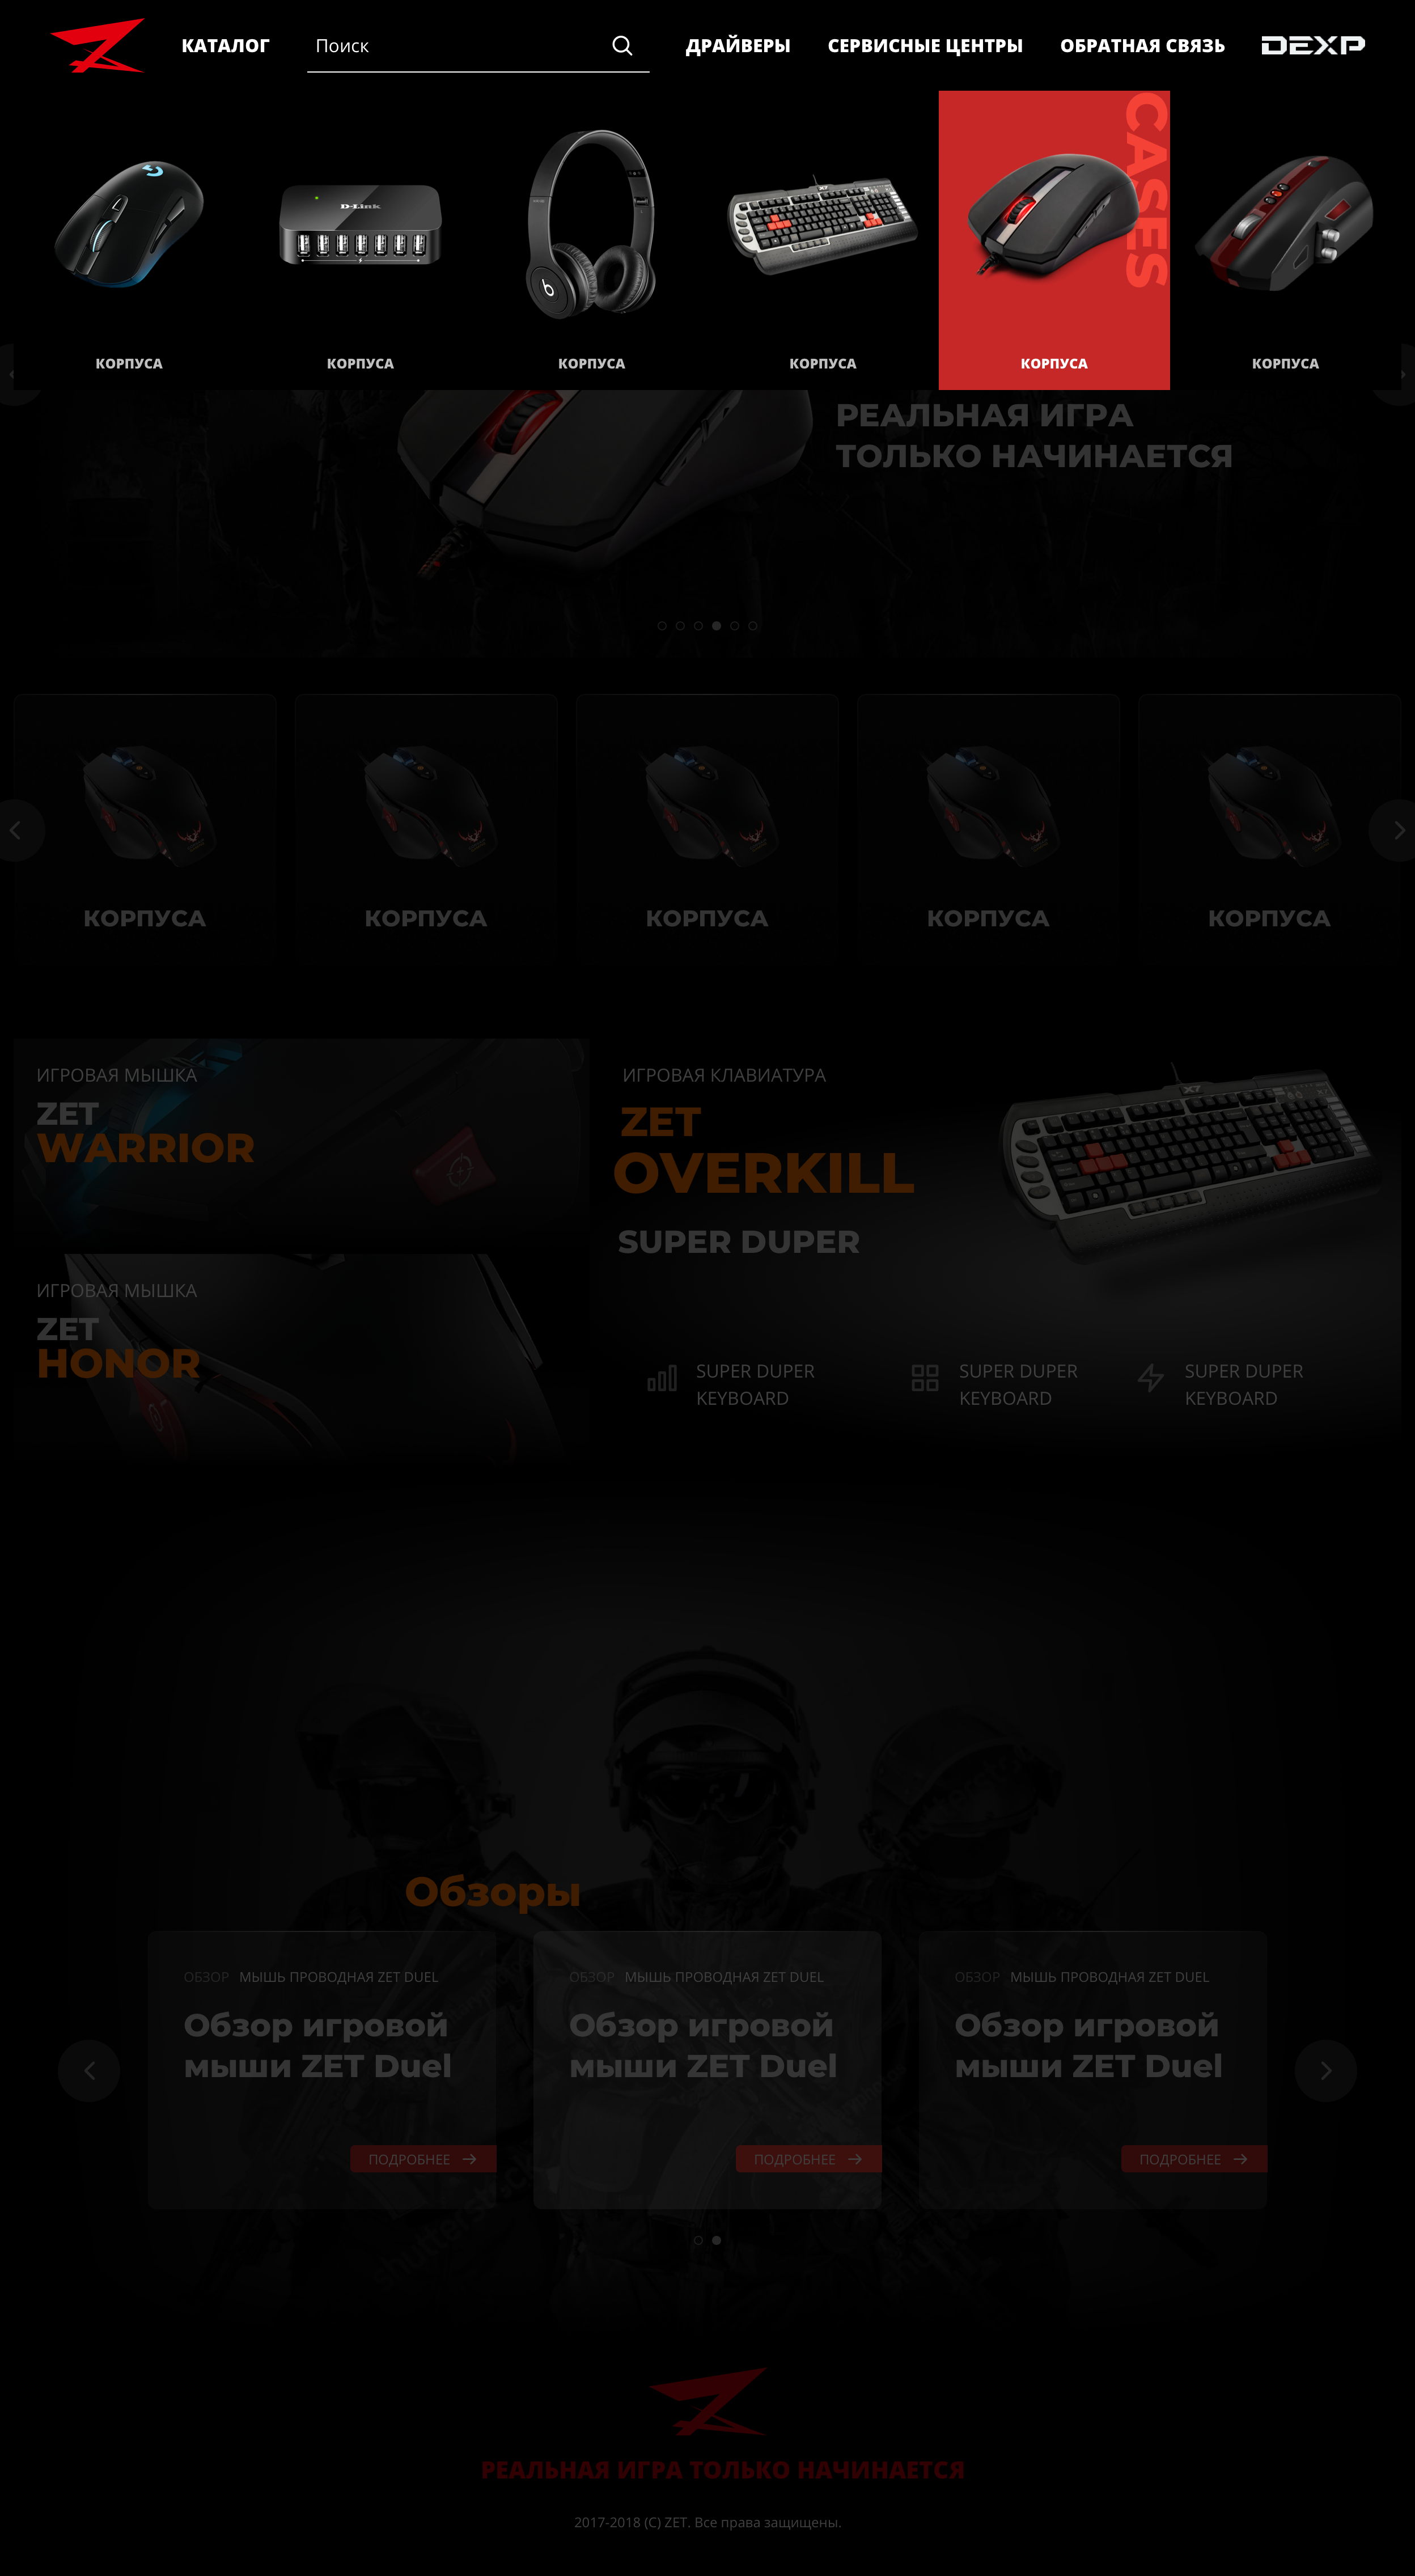 КАТАЛОГ
Поиск
ДРАЙВЕРЫ
СЕРВИСНЫЕ ЦЕНТРЫ
ОБРАТНАЯ СВЯЗЬ
DEXP
D-Link
X7
CASES
КОРПУСА
КОРПУСА
КОРПУСА
КОРПУСА
КОРПУСА
КОРПУСА
РЕАЛЬНАЯ ИГРА
ТОЛЬКО НАЧИНАЕТСЯ
КОРПУСА
КОРПУСА
КОРПУСА
КОРПУСА
КОРПУСА
ИГРОВАЯ МЫШКА
ZET
WARRIOR
ИГРОВАЯ МЫШКА
ZET
HONOR
ИГРОВАЯ КЛАВИАТУРА
ZET
OVERKILL
SUPER DUPER
X7
SUPER DUPER
KEYBOARD
SUPER DUPER
KEYBOARD
SUPER DUPER
KEYBOARD
Обзоры
ОБЗОР МЫШЬ ПРОВОДНАЯ ZET DUEL
Обзор игровой
мыши ZET Duel
ПОДРОБНЕЕ
ОБЗОР МЫШЬ ПРОВОДНАЯ ZET DUEL
Обзор игровой
мыши ZET Duel
ПОДРОБНЕЕ
ОБЗОР МЫШЬ ПРОВОДНАЯ ZET DUEL
Обзор игровой
мыши ZET Duel
ПОДРОБНЕЕ
РЕАЛЬНАЯ ИГРА ТОЛЬКО НАЧИНАЕТСЯ
2017-2018 (C) ZET. Все права защищены.